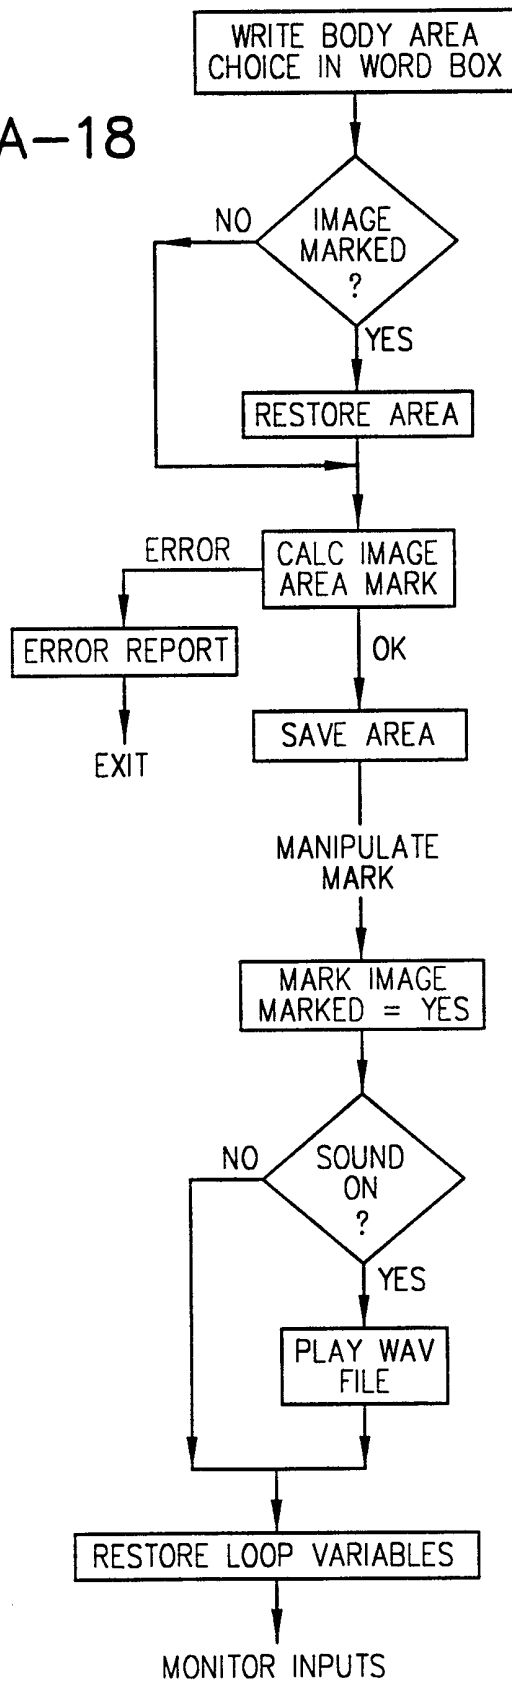 WRITE BODY AREA
CHOICE IN WORD BOX
A-18
NO
IMAGE
MARKED
?
YES
RESTORE AREA
ERROR
CALC IMAGE
AREA MARK
ERROR REPORT
OK
EXIT
SAVE AREA
MANIPULATE
MARK
MARK IMAGE
MARKED = YES
NO
SOUND
ON
?
YES
PLAY WAV
FILE
RESTORE LOOP VARIABLES
MONITOR INPUTS